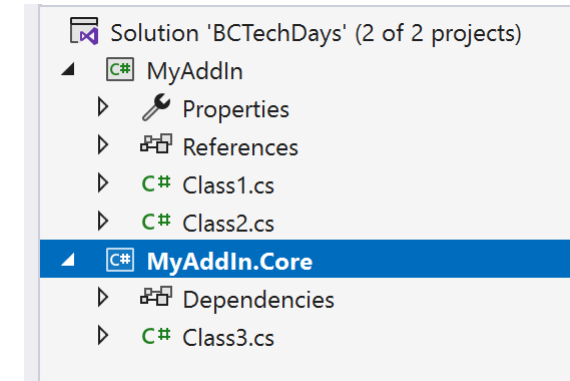 Solution 'BCTechDays' (2 of 2 projects)
C# MyAddIn
Properties
References
C# Class1.cs
C# Class2.cs
C# MyAddIn.Core
Dependencies
C# Class3.cs